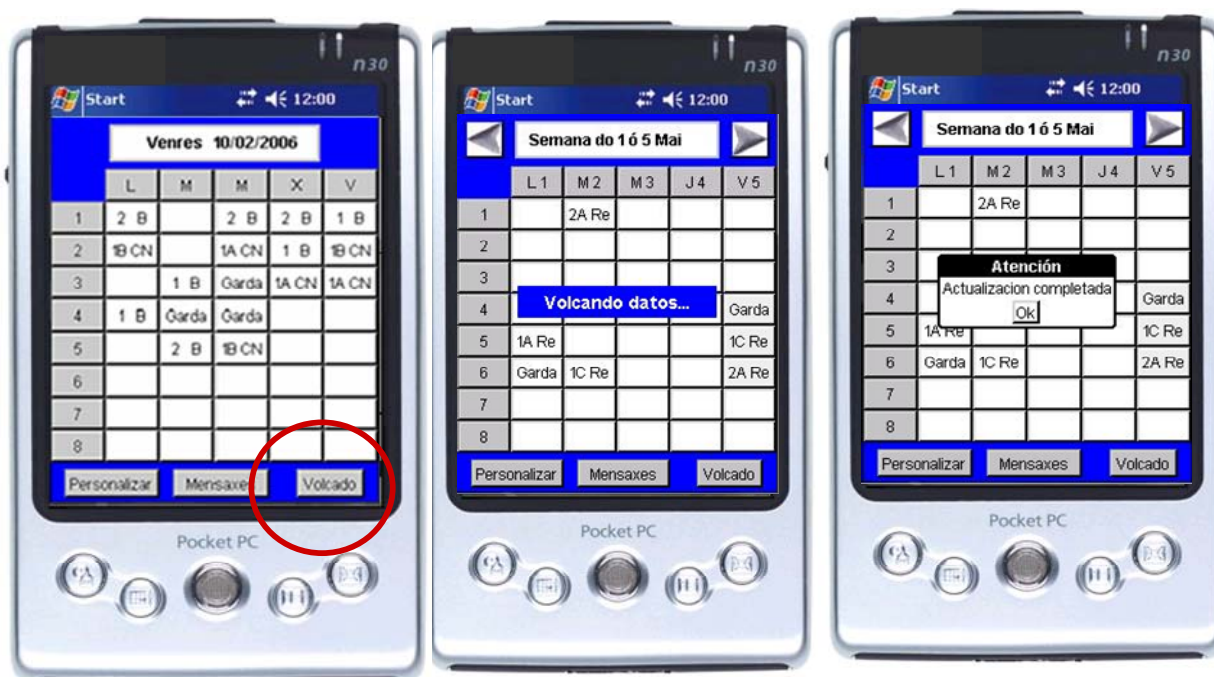 n30
Start 12:00
Venres 10/02/2006
L M M X V
1 2 B 2 B 2 B 1 B
2 1B CN 1A CN 1 B 1B CN
3 1 B Garda 1A CN 1A CN
4 1 B Garda Garda
5 2 B 1B CN
6
7
8
Personalizar Mensaxes Volcado
Pocket PC
n30
Start 12:00
Semana do 1 ó 5 Mai
L 1 M 2 M 3 J 4 V 5
1 2A Re
2
3
Volcando datos...
4 Garda
5 1A Re 1C Re
6 Garda 1C Re 2A Re
7
8
Personalizar Mensaxes Volcado
Pocket PC
n30
Start 12:00
Semana do 1 ó 5 Mai
L 1 M 2 M 3 J 4 V 5
1 2A Re
2
3 Atención
Actualizacion completada
4 Garda
Ok
5 1A Re 1C Re
6 Garda 1C Re 2A Re
7
8
Personalizar Mensaxes Volcado
Pocket PC